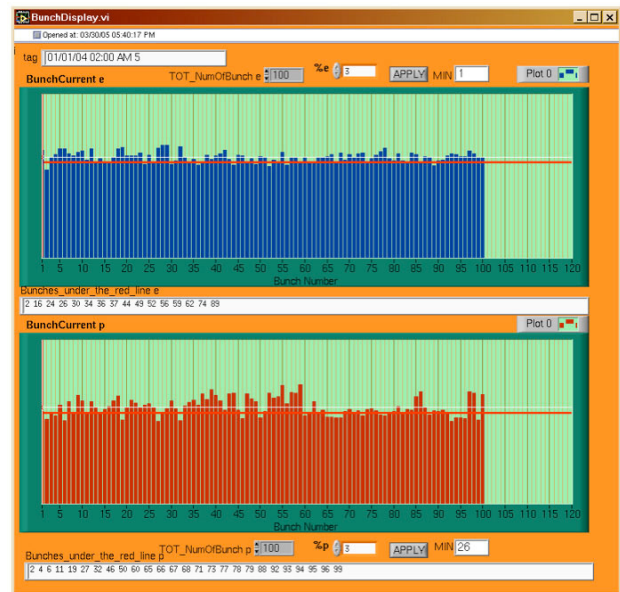 BunchDisplay.vi
Opened at: 03/30/05 05:40:17 PM
tag 01/01/04 02:00 AM 5
BunchCurrent e TOT_NumOfBunch e 100 %e 3 APPLY MIN 1 Plot 0
1 5 10 15 20 25 30 35 40 45 50 55 60 65 70 75 80 85 90 95 100 105 110 115 120
Bunch Number
Bunches_under_the_red_line e
2 16 24 26 30 34 36 37 44 49 52 56 59 62 74 89
BunchCurrent p Plot 0
1 5 10 15 20 25 30 35 40 45 50 55 60 65 70 75 80 85 90 95 100 105 110 115 120
Bunch Number
TOT_NumOfBunch p 100 %p 3 APPLY MIN 26
Bunches_under_the_red_line p
2 4 6 11 19 27 32 46 50 60 65 66 67 68 71 73 77 78 79 88 92 93 94 95 96 99